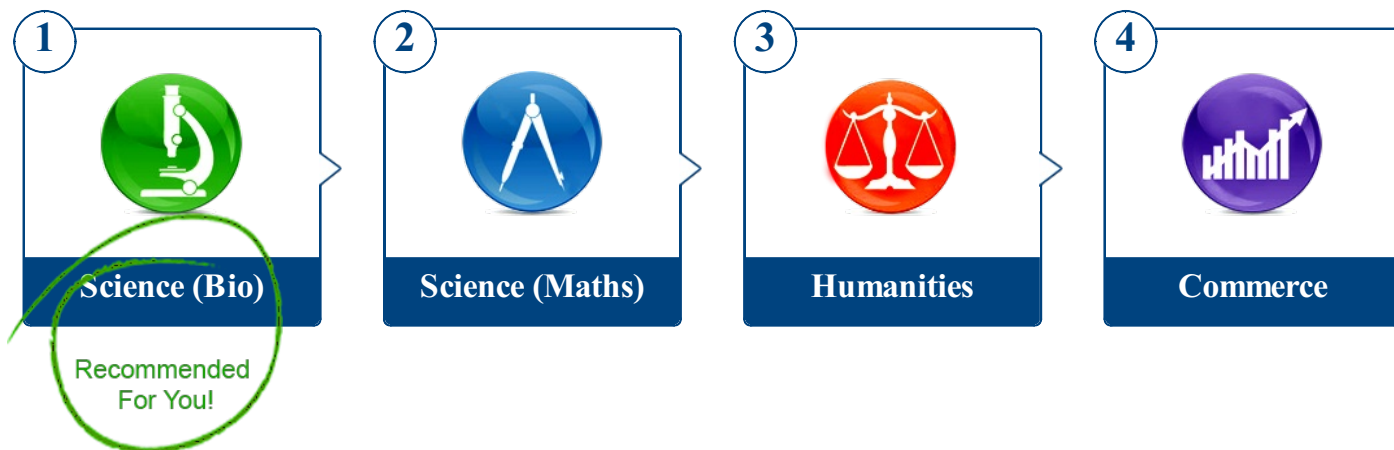 1
2
3
4
Science (Bio)
Science (Maths)
Humanities
Commerce
Recommended
For You!